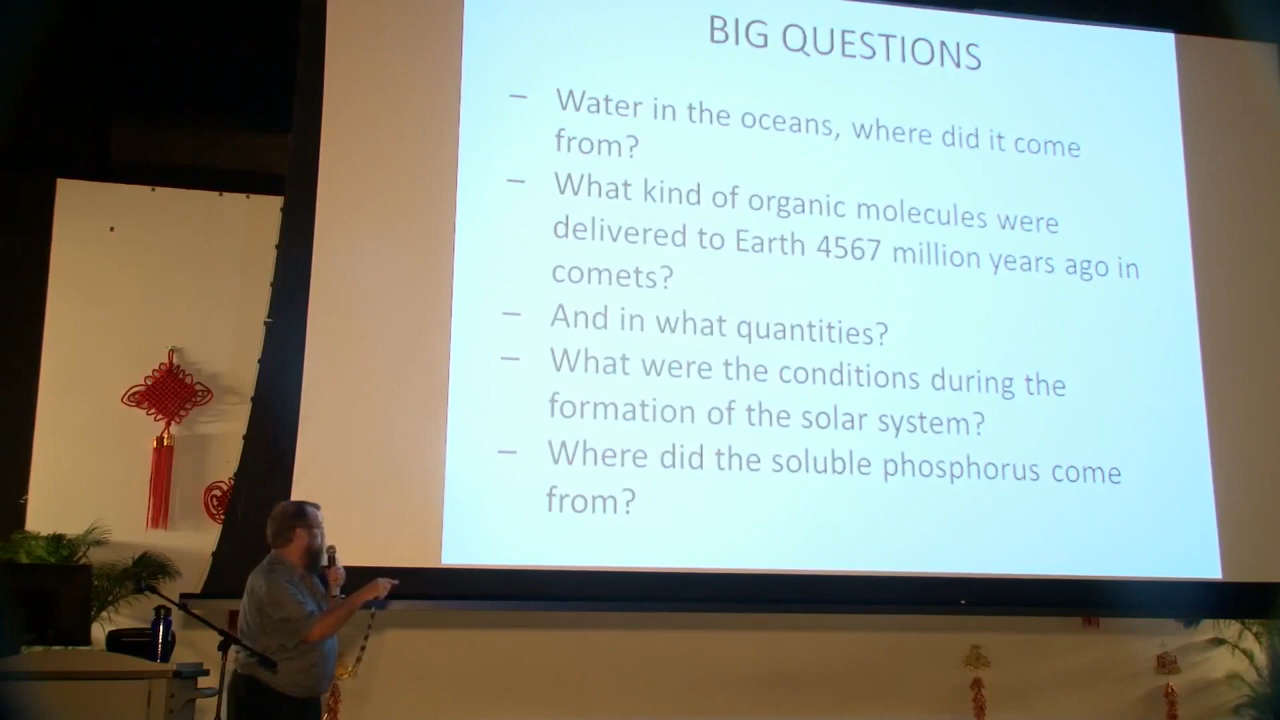 BIG QUESTIONS
– Water in the oceans, where did it come
from?
– What kind of organic molecules were
delivered to Earth 4567 million years ago in
comets?
– And in what quantities?
– What were the conditions during the
formation of the solar system?
– Where did the soluble phosphorus come
from?